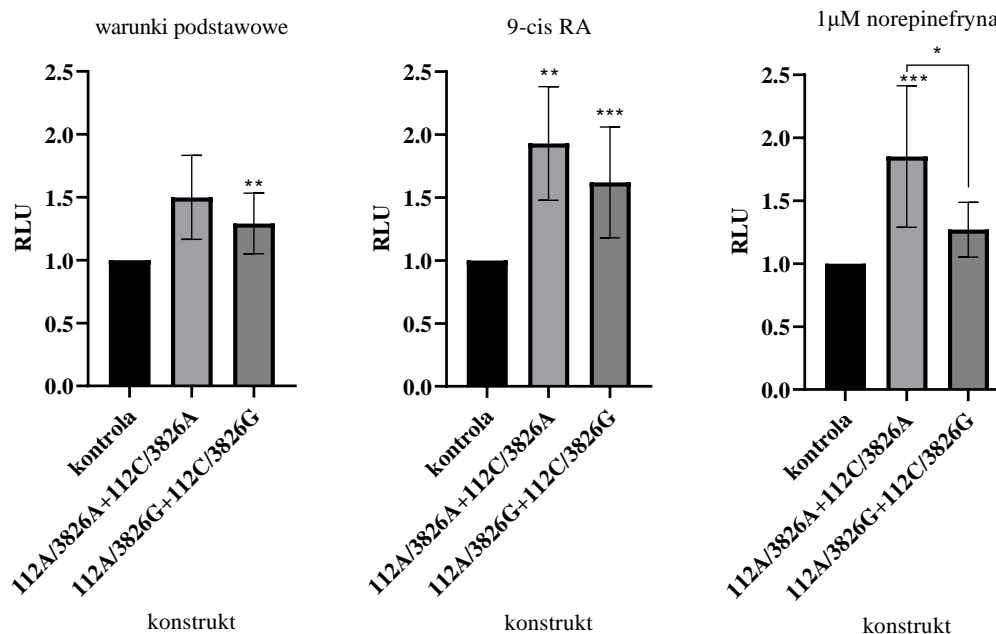 warunki podstawowe
2.5
2.0
**
1.5
RLU
1.0
0.5
0.0
kontrola
112A/3826A+112C/3826A
112A/3826G+112C/3826G
konstrukt
9-cis RA
2.5
**
2.0
***
1.5
RLU
1.0
0.5
0.0
kontrola
112A/3826A+112C/3826A
112A/3826G+112C/3826G
konstrukt
1μM norepinefryna
*
2.5
***
2.0
1.5
RLU
1.0
0.5
0.0
kontrola
112A/3826A+112C/3826A
112A/3826G+112C/3826G
konstrukt